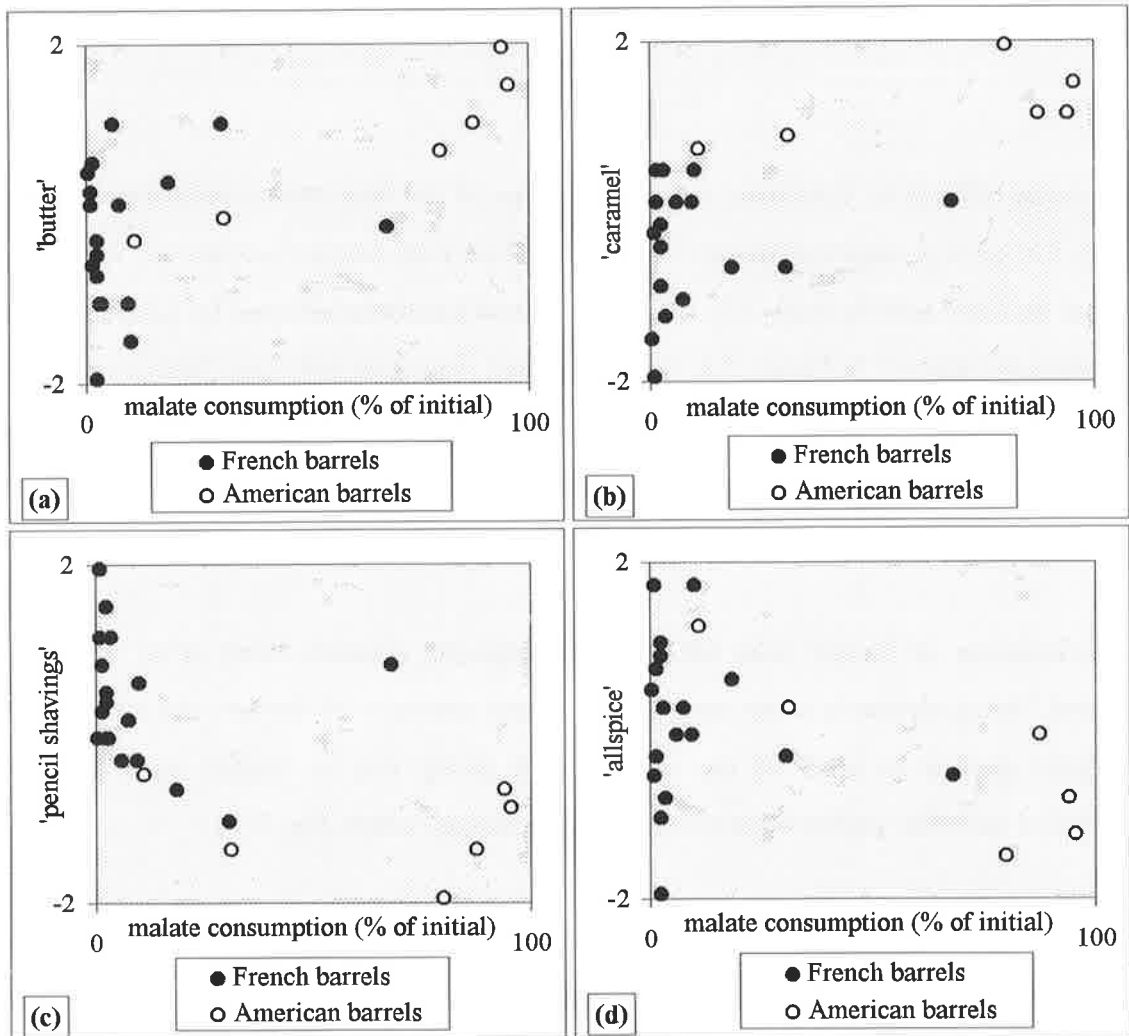 2
'butter'
-2
0
malate consumption (% of initial)
100
● French barrels
○ American barrels
(a)
2
'caramel'
-2
0
malate consumption (% of initial)
100
● French barrels
○ American barrels
(b)
2
'pencil shavings'
-2
0
malate consumption (% of initial)
100
● French barrels
○ American barrels
(c)
2
'allspice'
-2
0
malate consumption (% of initial)
100
● French barrels
○ American barrels
(d)